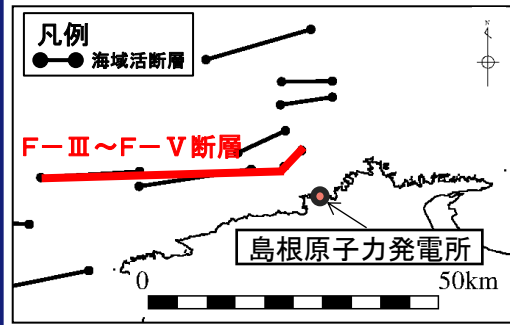 凡例
海域活断層
N
F-Ⅲ～F-Ⅴ断層
島根原子力発電所
0 50km